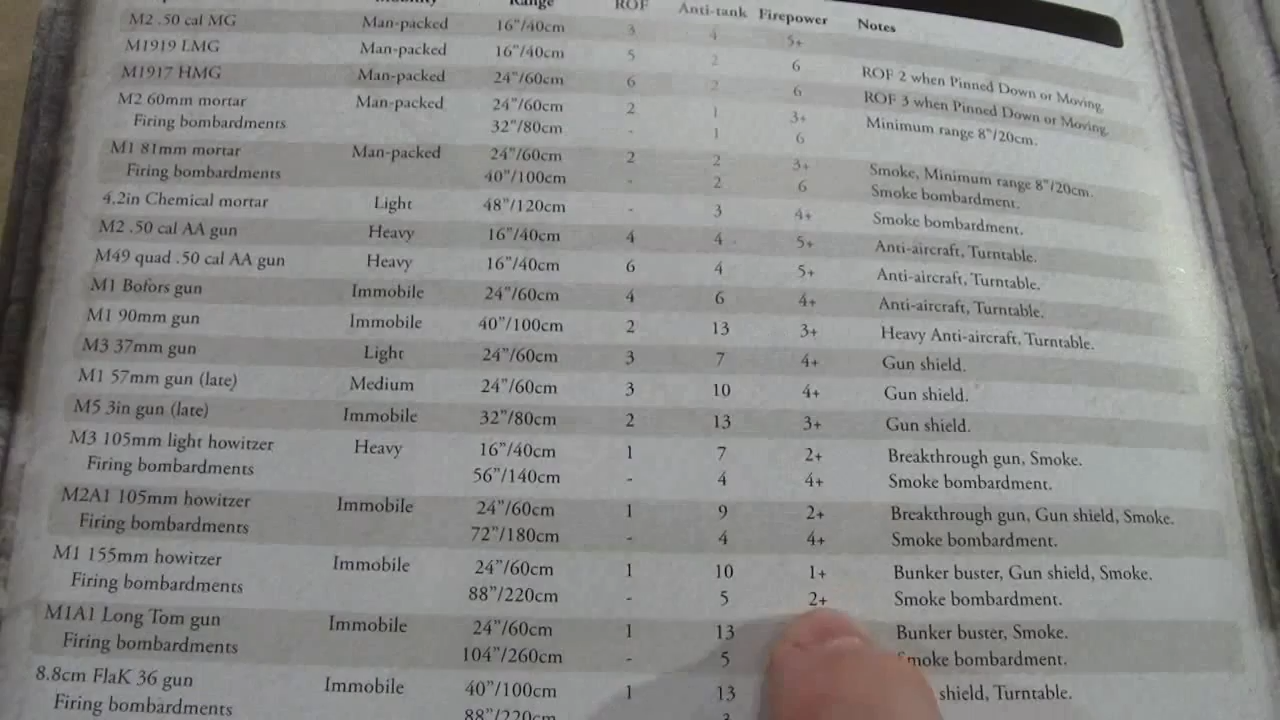 Range ROF Anti-tank Firepower Notes
M2 .50 cal MG Man-packed 16"/40cm 3 4 5+
M1919 LMG Man-packed 16"/40cm 5 2 6 ROF 2 when Pinned Down or Moving.
M1917 HMG Man-packed 24"/60cm 6 2 6 ROF 3 when Pinned Down or Moving.
M2 60mm mortar Man-packed 24"/60cm 2 1 3+ Minimum range 8"/20cm.
Firing bombardments 32"/80cm - 1 6
M1 81mm mortar Man-packed 24"/60cm 2 2 3+ Smoke, Minimum range 8"/20cm.
Firing bombardments 40"/100cm - 2 6 Smoke bombardment.
4.2in Chemical mortar Light 48"/120cm - 3 4+ Smoke bombardment.
M2 .50 cal AA gun Heavy 16"/40cm 4 4 5+ Anti-aircraft, Turntable.
M49 quad .50 cal AA gun Heavy 16"/40cm 6 4 5+ Anti-aircraft, Turntable.
M1 Bofors gun Immobile 24"/60cm 4 6 4+ Anti-aircraft, Turntable.
M1 90mm gun Immobile 40"/100cm 2 13 3+ Heavy Anti-aircraft, Turntable.
M3 37mm gun Light 24"/60cm 3 7 4+ Gun shield.
M1 57mm gun (late) Medium 24"/60cm 3 10 4+ Gun shield.
M5 3in gun (late) Immobile 32"/80cm 2 13 3+ Gun shield.
M3 105mm light howitzer Heavy 16"/40cm 1 7 2+ Breakthrough gun, Smoke.
Firing bombardments 56"/140cm - 4 4+ Smoke bombardment.
M2A1 105mm howitzer Immobile 24"/60cm 1 9 2+ Breakthrough gun, Gun shield, Smoke.
Firing bombardments 72"/180cm - 4 4+ Smoke bombardment.
M1 155mm howitzer Immobile 24"/60cm 1 10 1+ Bunker buster, Gun shield, Smoke.
Firing bombardments 88"/220cm - 5 2+ Smoke bombardment.
M1A1 Long Tom gun Immobile 24"/60cm 1 13 Bunker buster, Smoke.
Firing bombardments 104"/260cm - 5 moke bombardment.
8.8cm FlaK 36 gun Immobile 40"/100cm 1 13 shield, Turntable.
Firing bombardments 88"/220cm